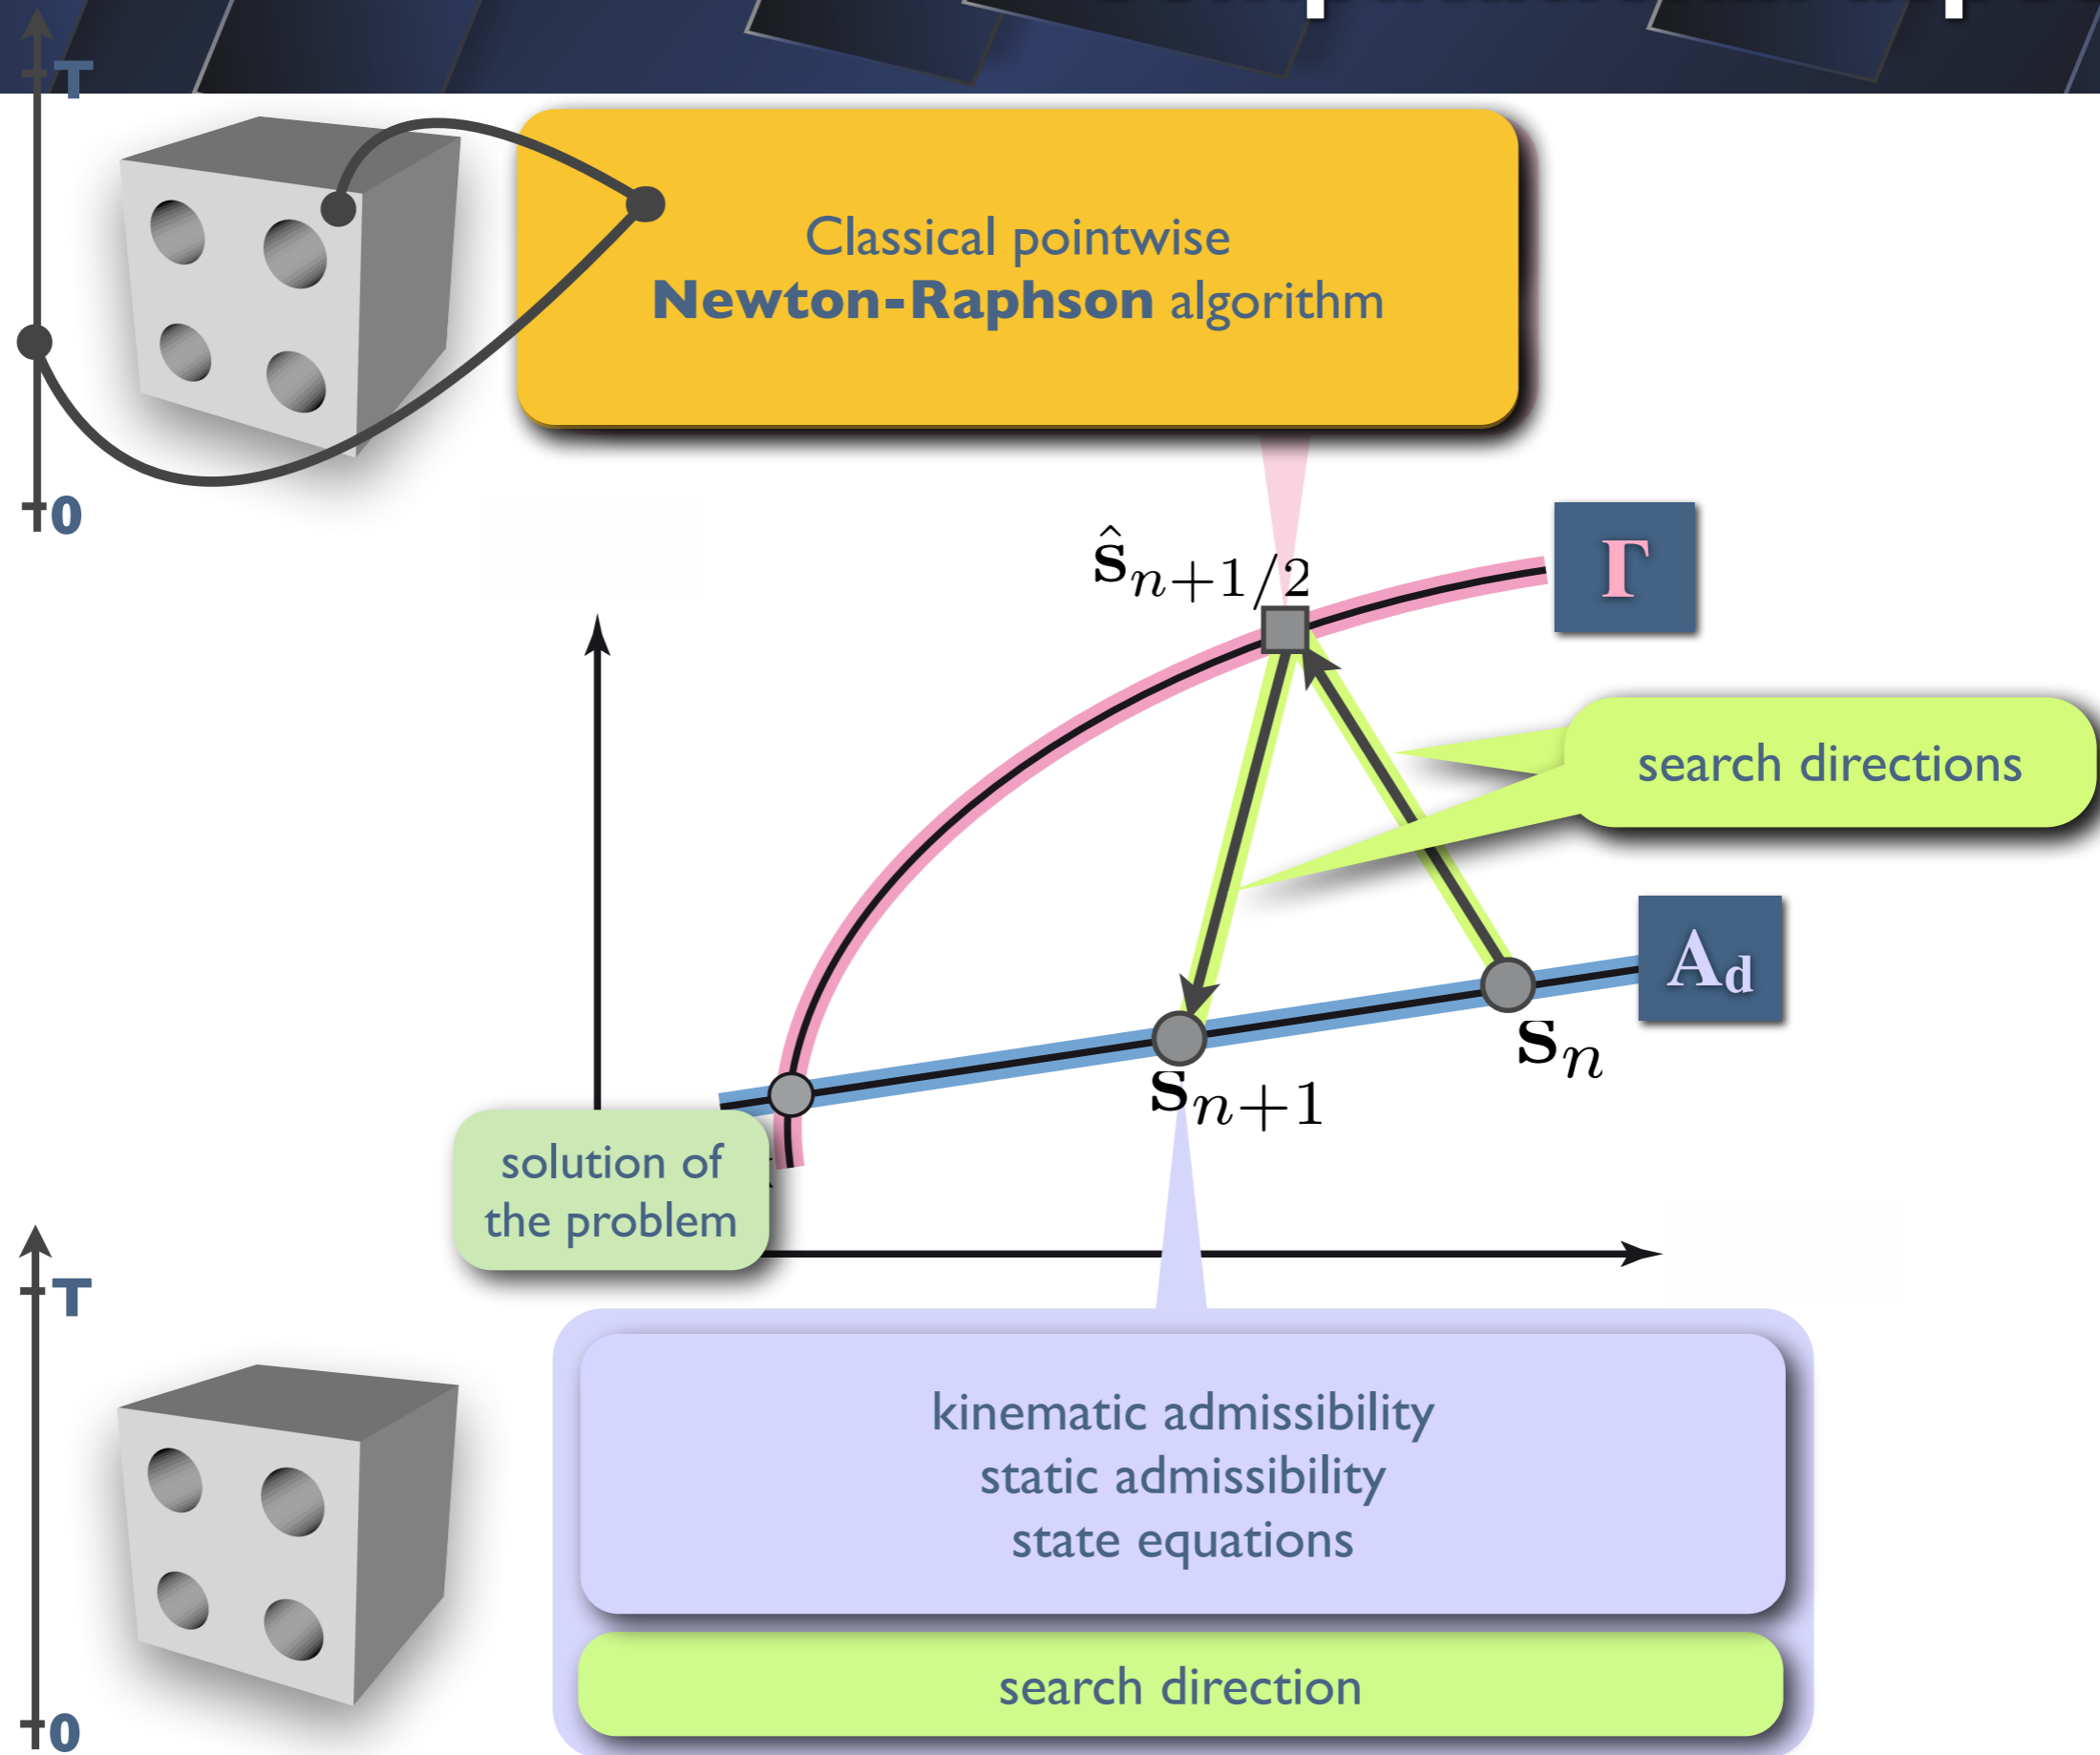 T
Classical pointwise
Newton-Raphson algorithm
0
ŝₙ₊₁/₂
Γ
search directions
A_d
sₙ
sₙ₊₁
solution of
the problem
T
kinematic admissibility
static admissibility
state equations
search direction
0